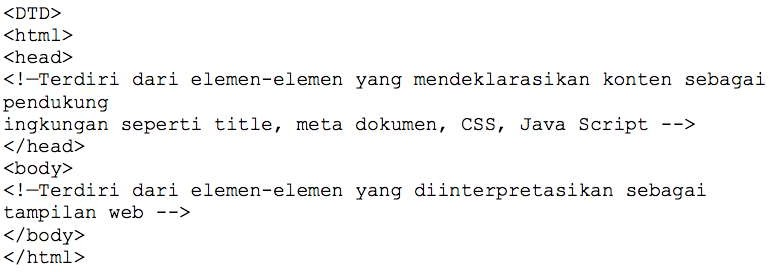 <DTD>
<html>
<head>
<!—Terdiri dari elemen-elemen yang mendeklarasikan konten sebagai
pendukung
ingkungan seperti title, meta dokumen, CSS, Java Script -->
</head>
<body>
<!—Terdiri dari elemen-elemen yang diinterpretasikan sebagai
tampilan web -->
</body>
</html>